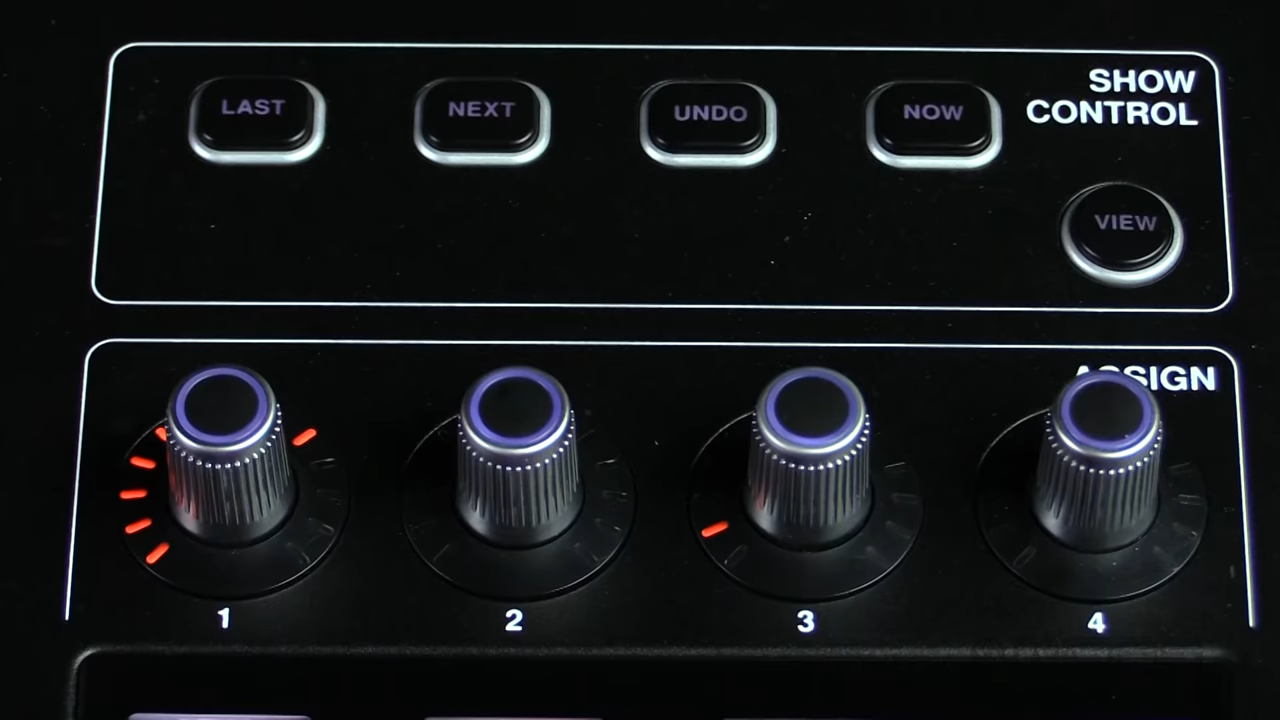 LAST NEXT UNDO NOW
SHOW
CONTROL
VIEW
ASSIGN
1 2 3 4